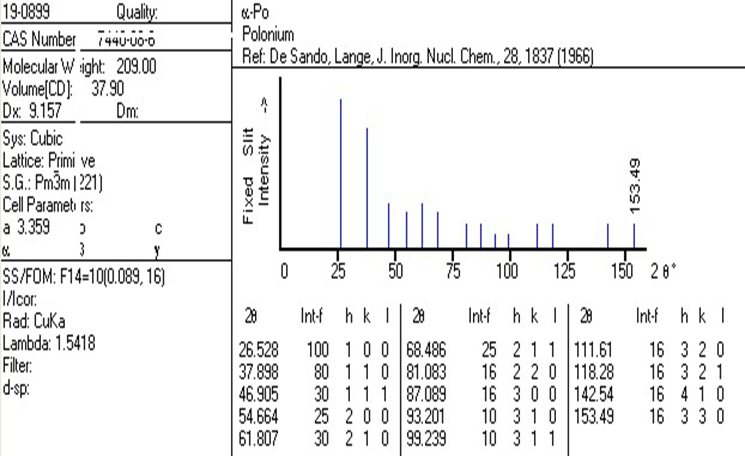 19-0899 Quality:
CAS Number
Molecular W ight: 209.00
Volume[CD]: 37.90
Dx: 9.157 Dm:
Sys: Cubic
Lattice: Primi ve
S.G.: Pm3̅m (221)
Cell Paramet rs:
a 3.359 c
α γ
SS/FOM: F14=10(0.089, 16)
I/Icor:
Rad: CuKa
Lambda: 1.5418
Filter:
d-sp:
α-Po
Polonium
Ref: De Sando, Lange, J. Inorg. Nucl. Chem., 28, 1837 (1966)
Fixed Slit
Intensity ->
153.49
0 25 50 75 100 125 150 2θ°
2θ Int-f h k l
26.528 100 1 0 0
37.898 80 1 1 0
46.905 30 1 1 1
54.664 25 2 0 0
61.807 30 2 1 0
2θ Int-f h k l
68.486 25 2 1 1
81.083 16 2 2 0
87.089 16 3 0 0
93.201 10 3 1 0
99.239 10 3 1 1
2θ Int-f h k l
111.61 16 3 2 0
118.28 16 3 2 1
142.54 16 4 1 0
153.49 16 3 3 0